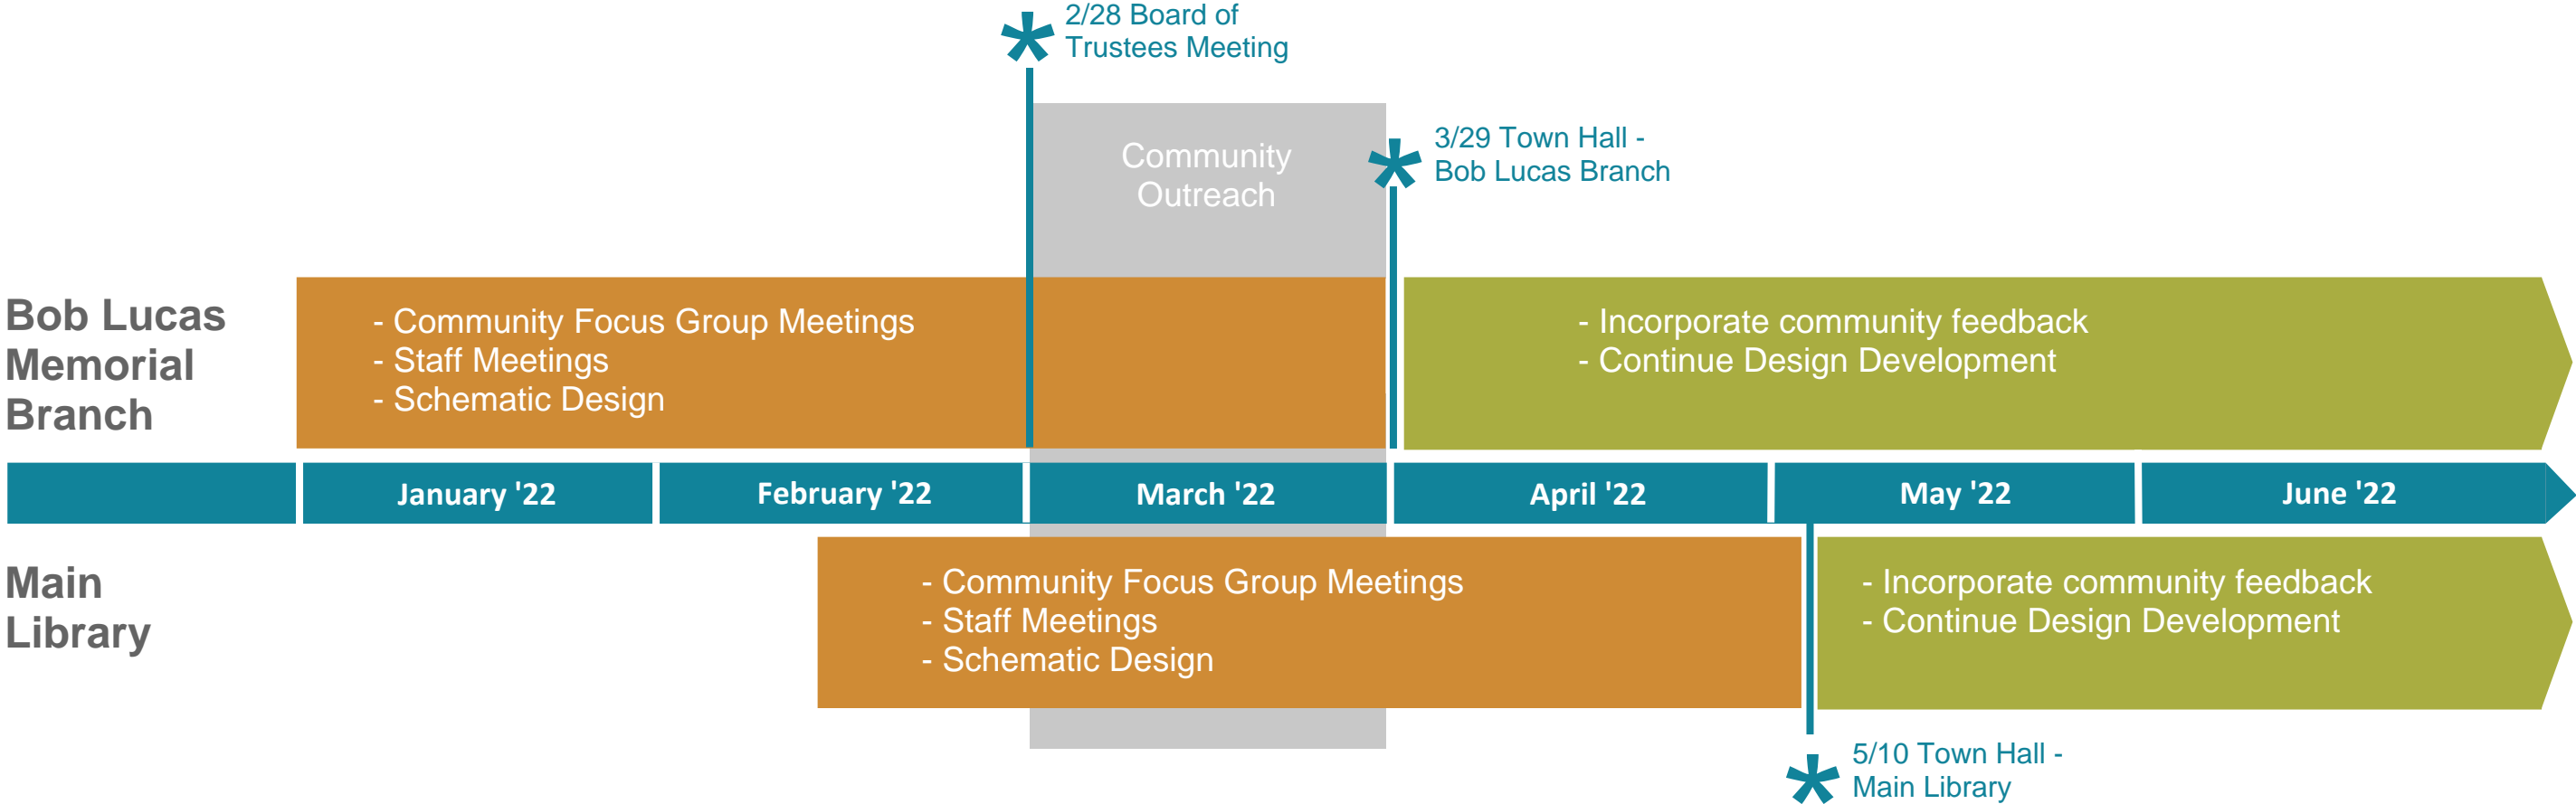 2/28 Board of
Trustees Meeting
Community
Outreach
3/29 Town Hall -
Bob Lucas Branch
Bob Lucas
Memorial
Branch
- Community Focus Group Meetings
- Staff Meetings
- Schematic Design
- Incorporate community feedback
- Continue Design Development
January '22
February '22
March '22
April '22
May '22
June '22
Main
Library
- Community Focus Group Meetings
- Staff Meetings
- Schematic Design
- Incorporate community feedback
- Continue Design Development
5/10 Town Hall -
Main Library